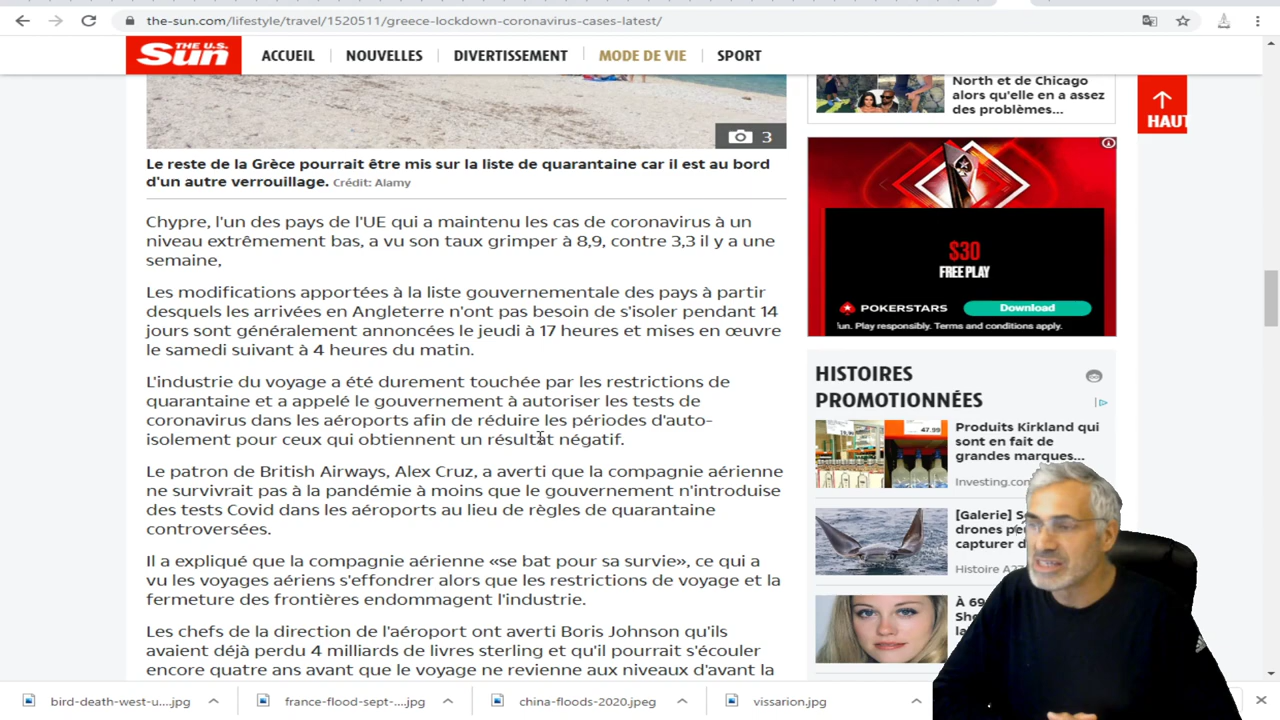 the-sun.com/lifestyle/travel/1520511/greece-lockdown-coronavirus-cases-latest/
THE U.S. Sun
ACCUEIL
NOUVELLES
DIVERTISSEMENT
MODE DE VIE
SPORT
3
Le reste de la Grèce pourrait être mis sur la liste de quarantaine car il est au bord
d'un autre verrouillage. Crédit: Alamy
Chypre, l'un des pays de l'UE qui a maintenu les cas de coronavirus à un
niveau extrêmement bas, a vu son taux grimper à 8,9, contre 3,3 il y a une
semaine,
Les modifications apportées à la liste gouvernementale des pays à partir
desquels les arrivées en Angleterre n'ont pas besoin de s'isoler pendant 14
jours sont généralement annoncées le jeudi à 17 heures et mises en œuvre
le samedi suivant à 4 heures du matin.
L'industrie du voyage a été durement touchée par les restrictions de
quarantaine et a appelé le gouvernement à autoriser les tests de
coronavirus dans les aéroports afin de réduire les périodes d'auto-
isolement pour ceux qui obtiennent un résultat négatif.
Le patron de British Airways, Alex Cruz, a averti que la compagnie aérienne
ne survivrait pas à la pandémie à moins que le gouvernement n'introduise
des tests Covid dans les aéroports au lieu de règles de quarantaine
controversées.
Il a expliqué que la compagnie aérienne «se bat pour sa survie», ce qui a
vu les voyages aériens s'effondrer alors que les restrictions de voyage et la
fermeture des frontières endommagent l'industrie.
Les chefs de la direction de l'aéroport ont averti Boris Johnson qu'ils
avaient déjà perdu 4 milliards de livres sterling et qu'il pourrait s'écouler
encore quatre ans avant que le voyage ne revienne aux niveaux d'avant la
North et de Chicago
alors qu'elle en a assez
des problèmes...
HAUT
$30
FREE PLAY
POKERSTARS
Download
fun. Play responsibly. Terms and conditions apply.
HISTOIRES
PROMOTIONNÉES
47.99
Produits Kirkland qui
sont en fait de
grandes marques...
Investing.com
[Galerie]
drones
capturer
Histoire
À 69
bird-death-west-u....jpg
france-flood-sept-....jpg
china-floods-2020.jpeg
vissarion.jpg